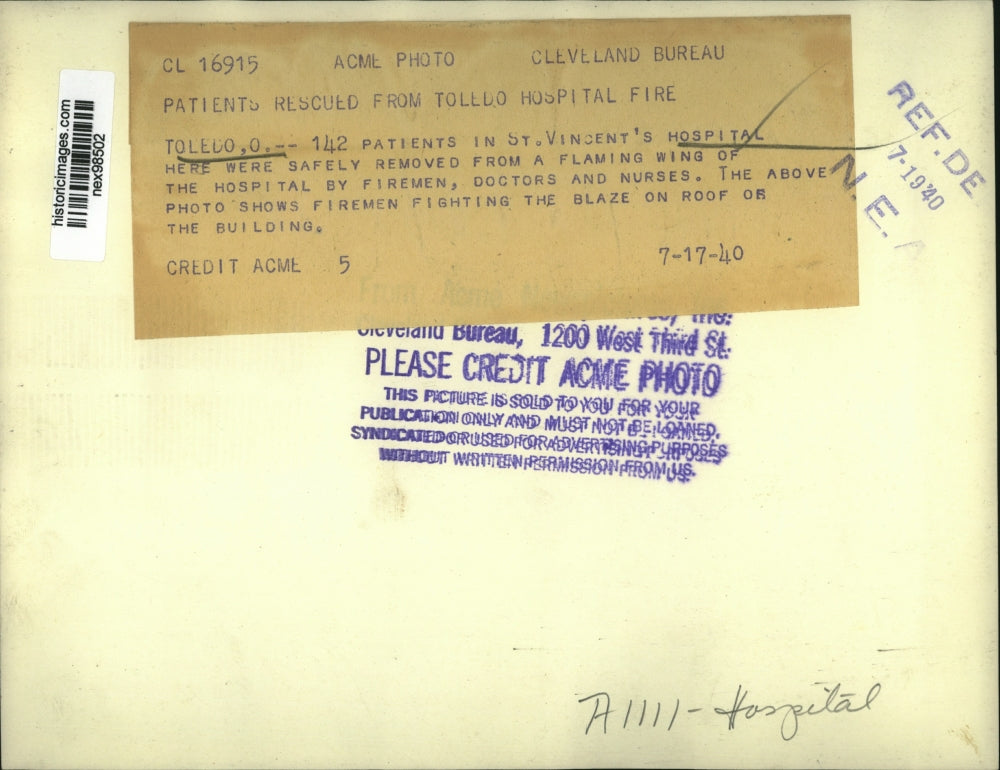 CL 16915 ACME PHOTO CLEVELAND BUREAU
PATIENTS RESCUED FROM TOLEDO HOSPITAL FIRE
TOLEDO,O.-- 142 PATIENTS IN ST.VINCENT'S HOSPITAL
HERE WERE SAFELY REMOVED FROM A FLAMING WING OF
THE HOSPITAL BY FIREMEN, DOCTORS AND NURSES. THE ABOVE
PHOTO SHOWS FIREMEN FIGHTING THE BLAZE ON ROOF OF
THE BUILDING.
CREDIT ACME 5 7-17-40
historicimages.com
nex98502
REF. DE
7-19'40
N. E. A
From Acme
Inc.
Cleveland Bureau, 1200 West Third St.
PLEASE CREDIT ACME PHOTO
THIS PICTURE IS SOLD TO YOU FOR YOUR
PUBLICATION ONLY AND MUST NOT BE LOANED,
SYNDICATED OR USED FOR ADVERTISING PURPOSES
WITHOUT WRITTEN PERMISSION FROM US.
A1111- Hospital